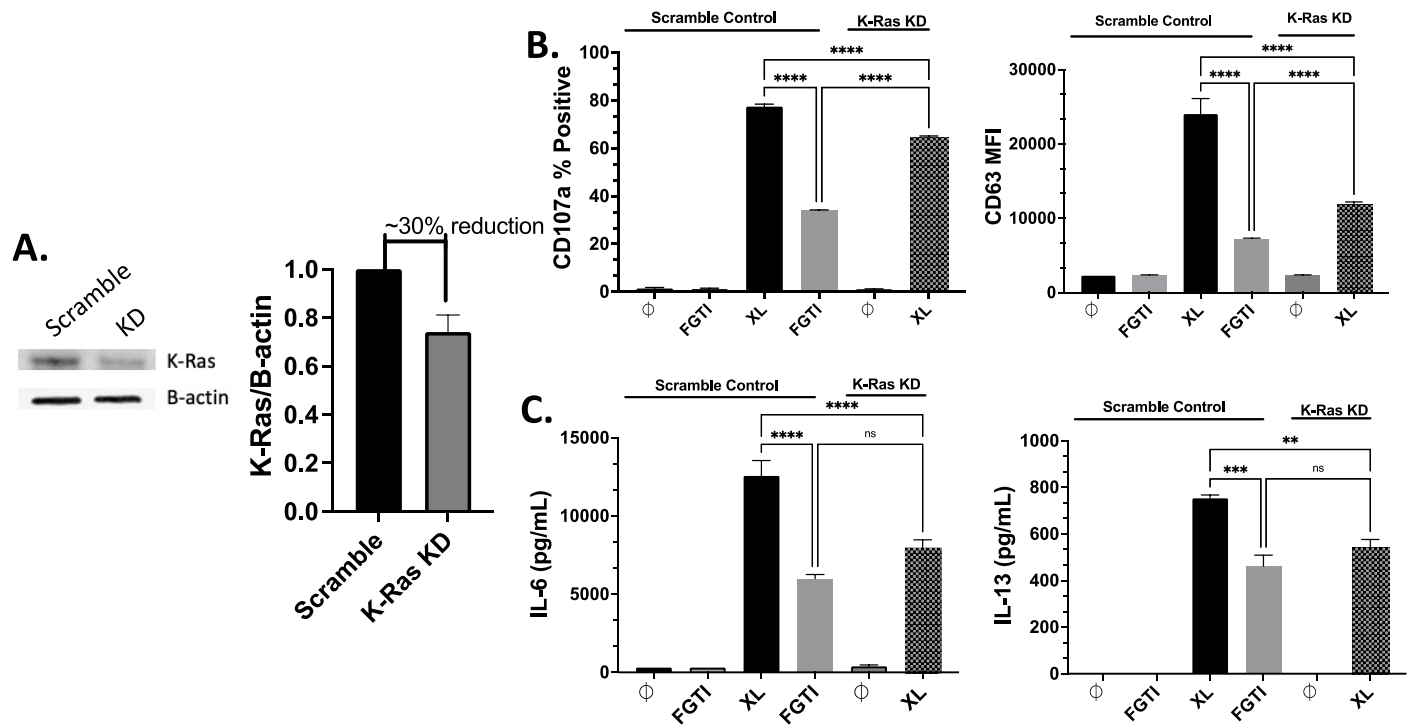 A.
Scramble
KD
K-Ras
B-actin
~30% reduction
K-Ras/B-actin
1.0
0.8
0.6
0.4
0.2
0.0
Scramble
K-Ras KD
B.
Scramble Control
K-Ras KD
CD107a % Positive
100
80
60
40
20
0
**** 
****
****
ϕ
FGTI
XL
FGTI
ϕ
XL
Scramble Control
K-Ras KD
CD63 MFI
30000
20000
10000
0
****
****
****
ϕ
FGTI
XL
FGTI
ϕ
XL
C.
Scramble Control
K-Ras KD
IL-6 (pg/mL)
15000
10000
5000
0
****
****
ns
ϕ
FGTI
XL
FGTI
ϕ
XL
Scramble Control
K-Ras KD
IL-13 (pg/mL)
1000
800
600
400
200
0
**
***
ns
ϕ
FGTI
XL
FGTI
ϕ
XL